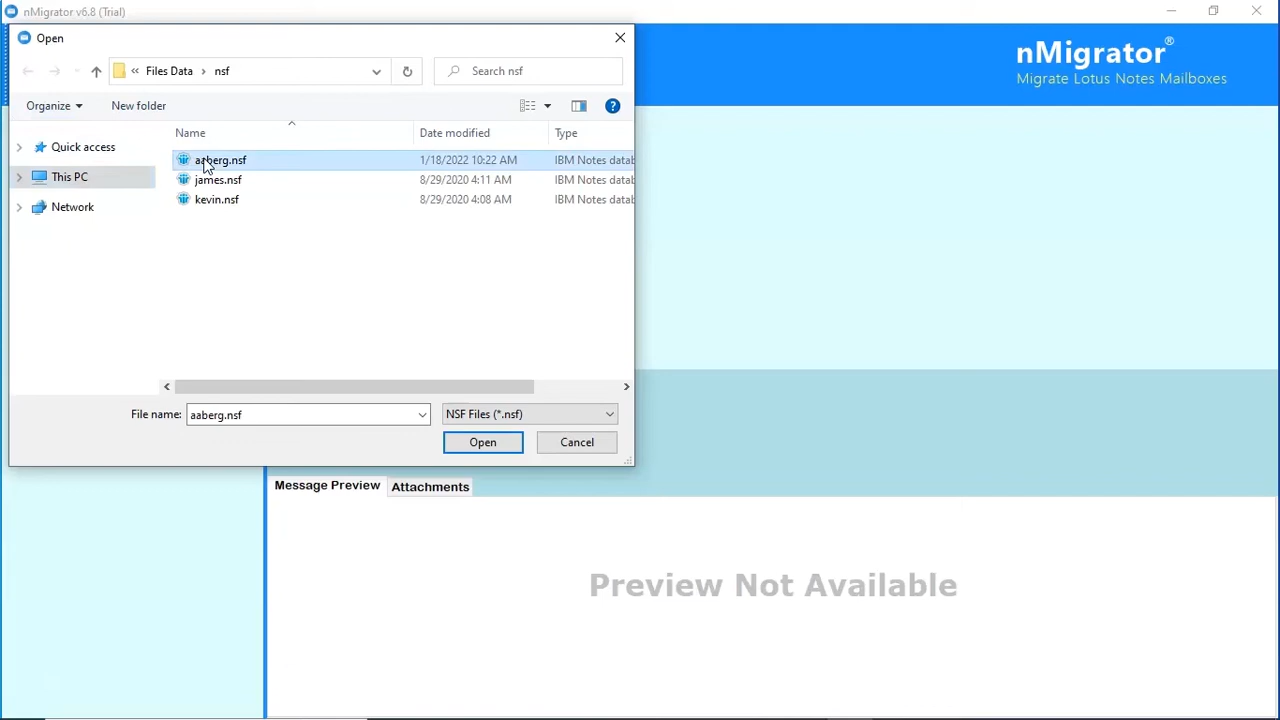 nMigrator v6.8 (Trial)
Open
nMigrator®
Migrate Lotus Notes Mailboxes
« Files Data › nsf
Search nsf
Organize
New folder
Name
Date modified
Type
Quick access
This PC
Network
aaberg.nsf 1/18/2022 10:22 AM IBM Notes datab
james.nsf 8/29/2020 4:11 AM IBM Notes datab
kevin.nsf 8/29/2020 4:08 AM IBM Notes datab
File name: aaberg.nsf
NSF Files (*.nsf)
Open
Cancel
Message Preview
Attachments
Preview Not Available